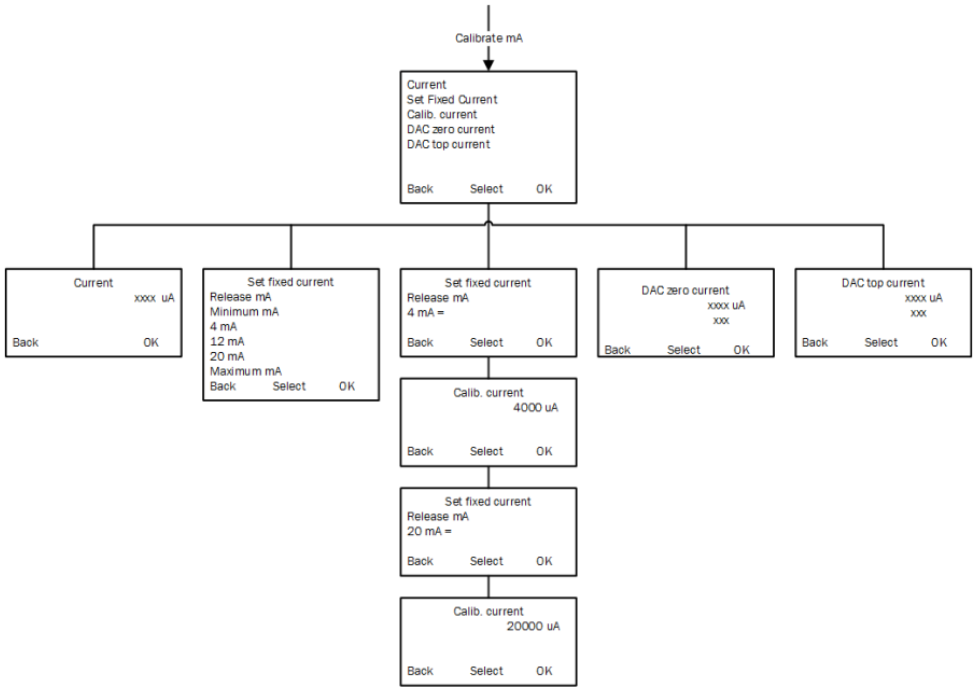 Calibrate mA
Current
Set Fixed Current
Calib. current
DAC zero current
DAC top current
Back Select OK
Current
xxxx uA
Back OK
Set fixed current
Release mA
Minimum mA
4 mA
12 mA
20 mA
Maximum mA
Back Select OK
Set fixed current
Release mA
4 mA =
Back Select OK
DAC zero current
xxxx uA
xxx
Back Select OK
DAC top current
xxxx uA
xxx
Back Select OK
Calib. current
4000 uA
Back Select OK
Set fixed current
Release mA
20 mA =
Back Select OK
Calib. current
20000 uA
Back Select OK